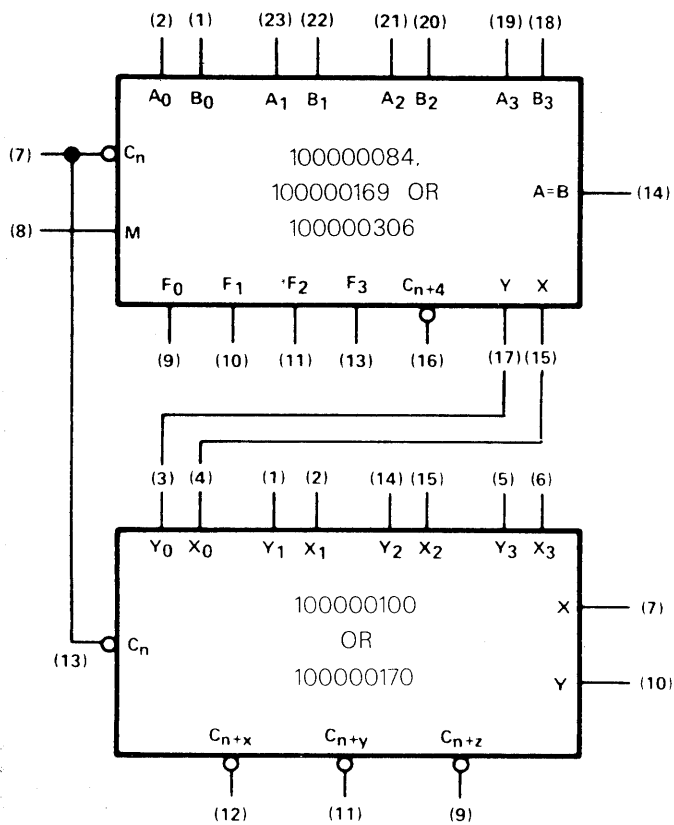 (2) (1) (23) (22) (21) (20) (19) (18)
A0 B0 A1 B1 A2 B2 A3 B3
(7) Cn
100000084,
100000169 OR
100000306
A=B (14)
(8) M
F0 F1 F2 F3 Cn+4 Y X
(9) (10) (11) (13) (16) (17) (15)
(3) (4) (1) (2) (14) (15) (5) (6)
Y0 X0 Y1 X1 Y2 X2 Y3 X3
100000100
OR
100000170
X (7)
(13) Cn
Y (10)
Cn+x Cn+y Cn+z
(12) (11) (9)